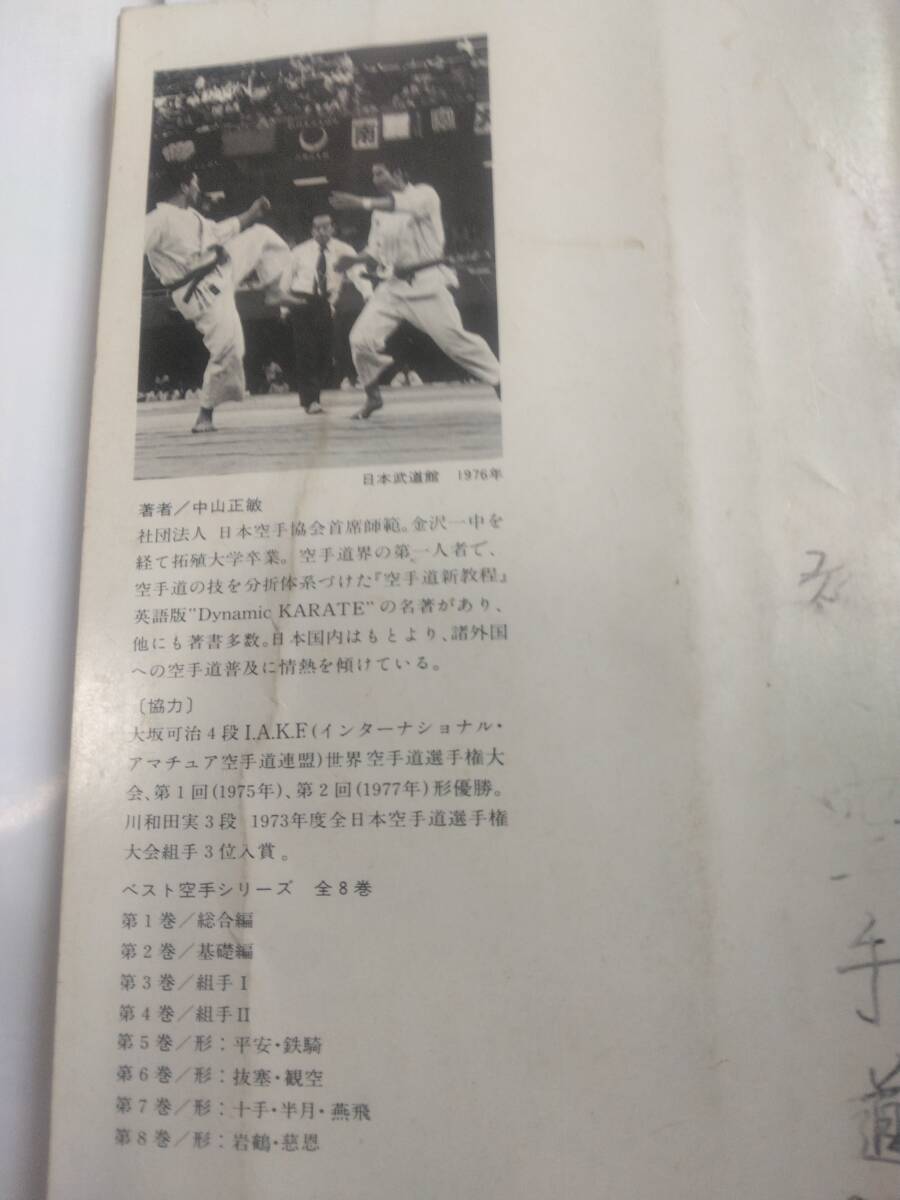 南
日本武道館 1976年
著者／中山正敏
社団法人 日本空手協会首席師範。金沢一中を
経て拓殖大学卒業。空手道界の第一人者で、
空手道の技を分折体系づけた『空手道新教程』
英語版"Dynamic KARATE"の名著があり、
他にも著書多数。日本国内はもとより、諸外国
への空手道普及に情熱を傾けている。
〔協力〕
大坂可治4段 I.A.K.F.(インターナショナル・
アマチュア空手道連盟)世界空手道選手権大
会、第1回(1975年)、第2回(1977年)形優勝。
川和田実3段 1973年度全日本空手道選手権
大会組手3位入賞。
ベスト空手シリーズ 全8巻
第1巻／総合編
第2巻／基礎編
第3巻／組手I
第4巻／組手II
第5巻／形：平安・鉄騎
第6巻／形：抜塞・観空
第7巻／形：十手・半月・燕飛
第8巻／形：岩鶴・慈恩
手
道